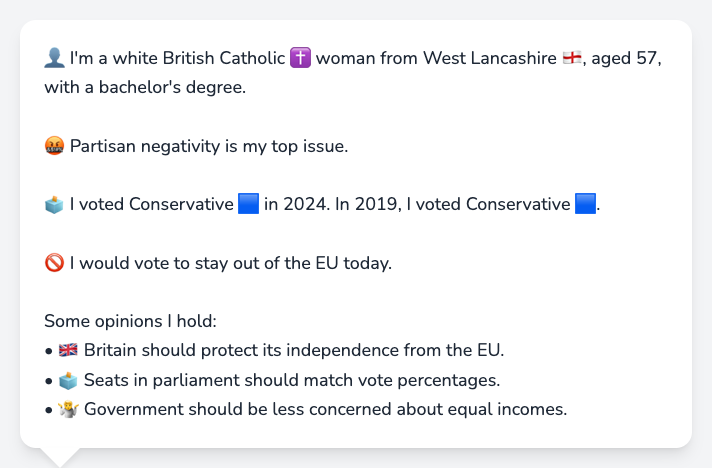 👤 I'm a white British Catholic ✝️ woman from West Lancashire 🏴󠁧󠁢󠁥󠁮󠁧󠁿, aged 57,
with a bachelor's degree.
🤬 Partisan negativity is my top issue.
🗳️ I voted Conservative 🟦 in 2024. In 2019, I voted Conservative 🟦.
🚫 I would vote to stay out of the EU today.
Some opinions I hold:
• 🇬🇧 Britain should protect its independence from the EU.
• 🗳️ Seats in parliament should match vote percentages.
• 🤷 Government should be less concerned about equal incomes.